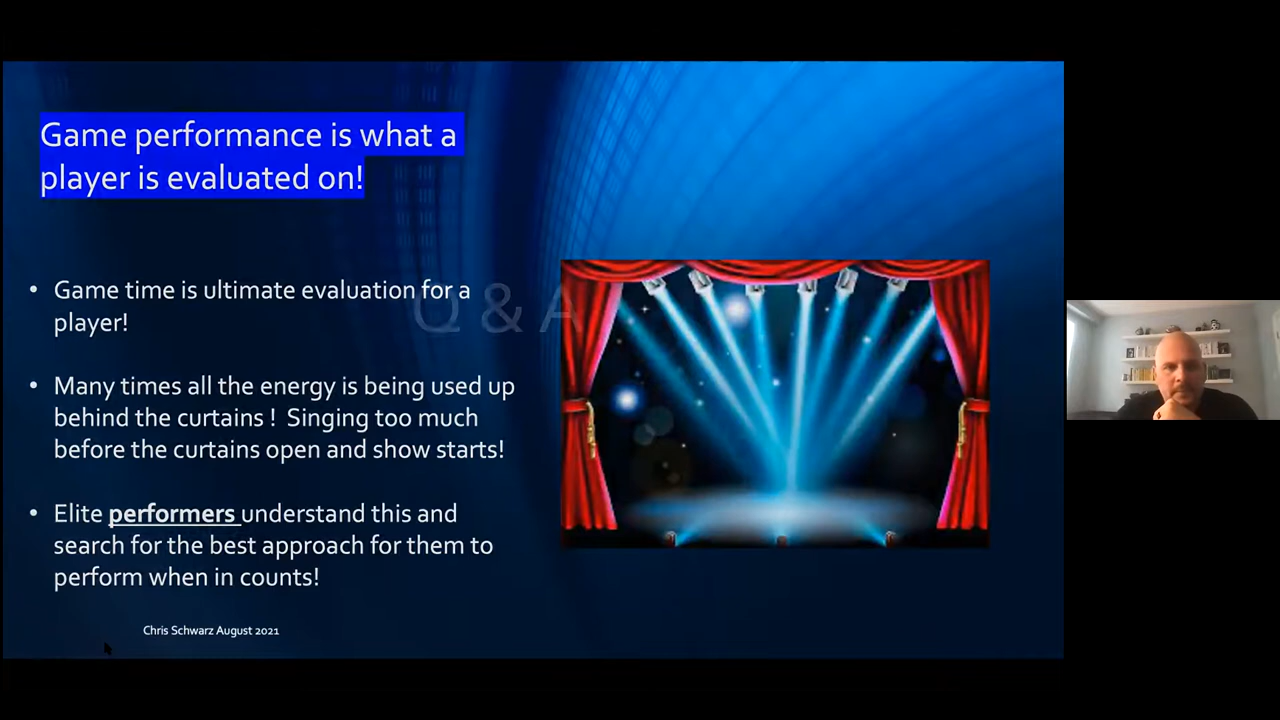 Game performance is what a
player is evaluated on!
Q & A
• Game time is ultimate evaluation for a
player!
• Many times all the energy is being used up
behind the curtains ! Singing too much
before the curtains open and show starts!
• Elite performers understand this and
search for the best approach for them to
perform when in counts!
Chris Schwarz August 2021